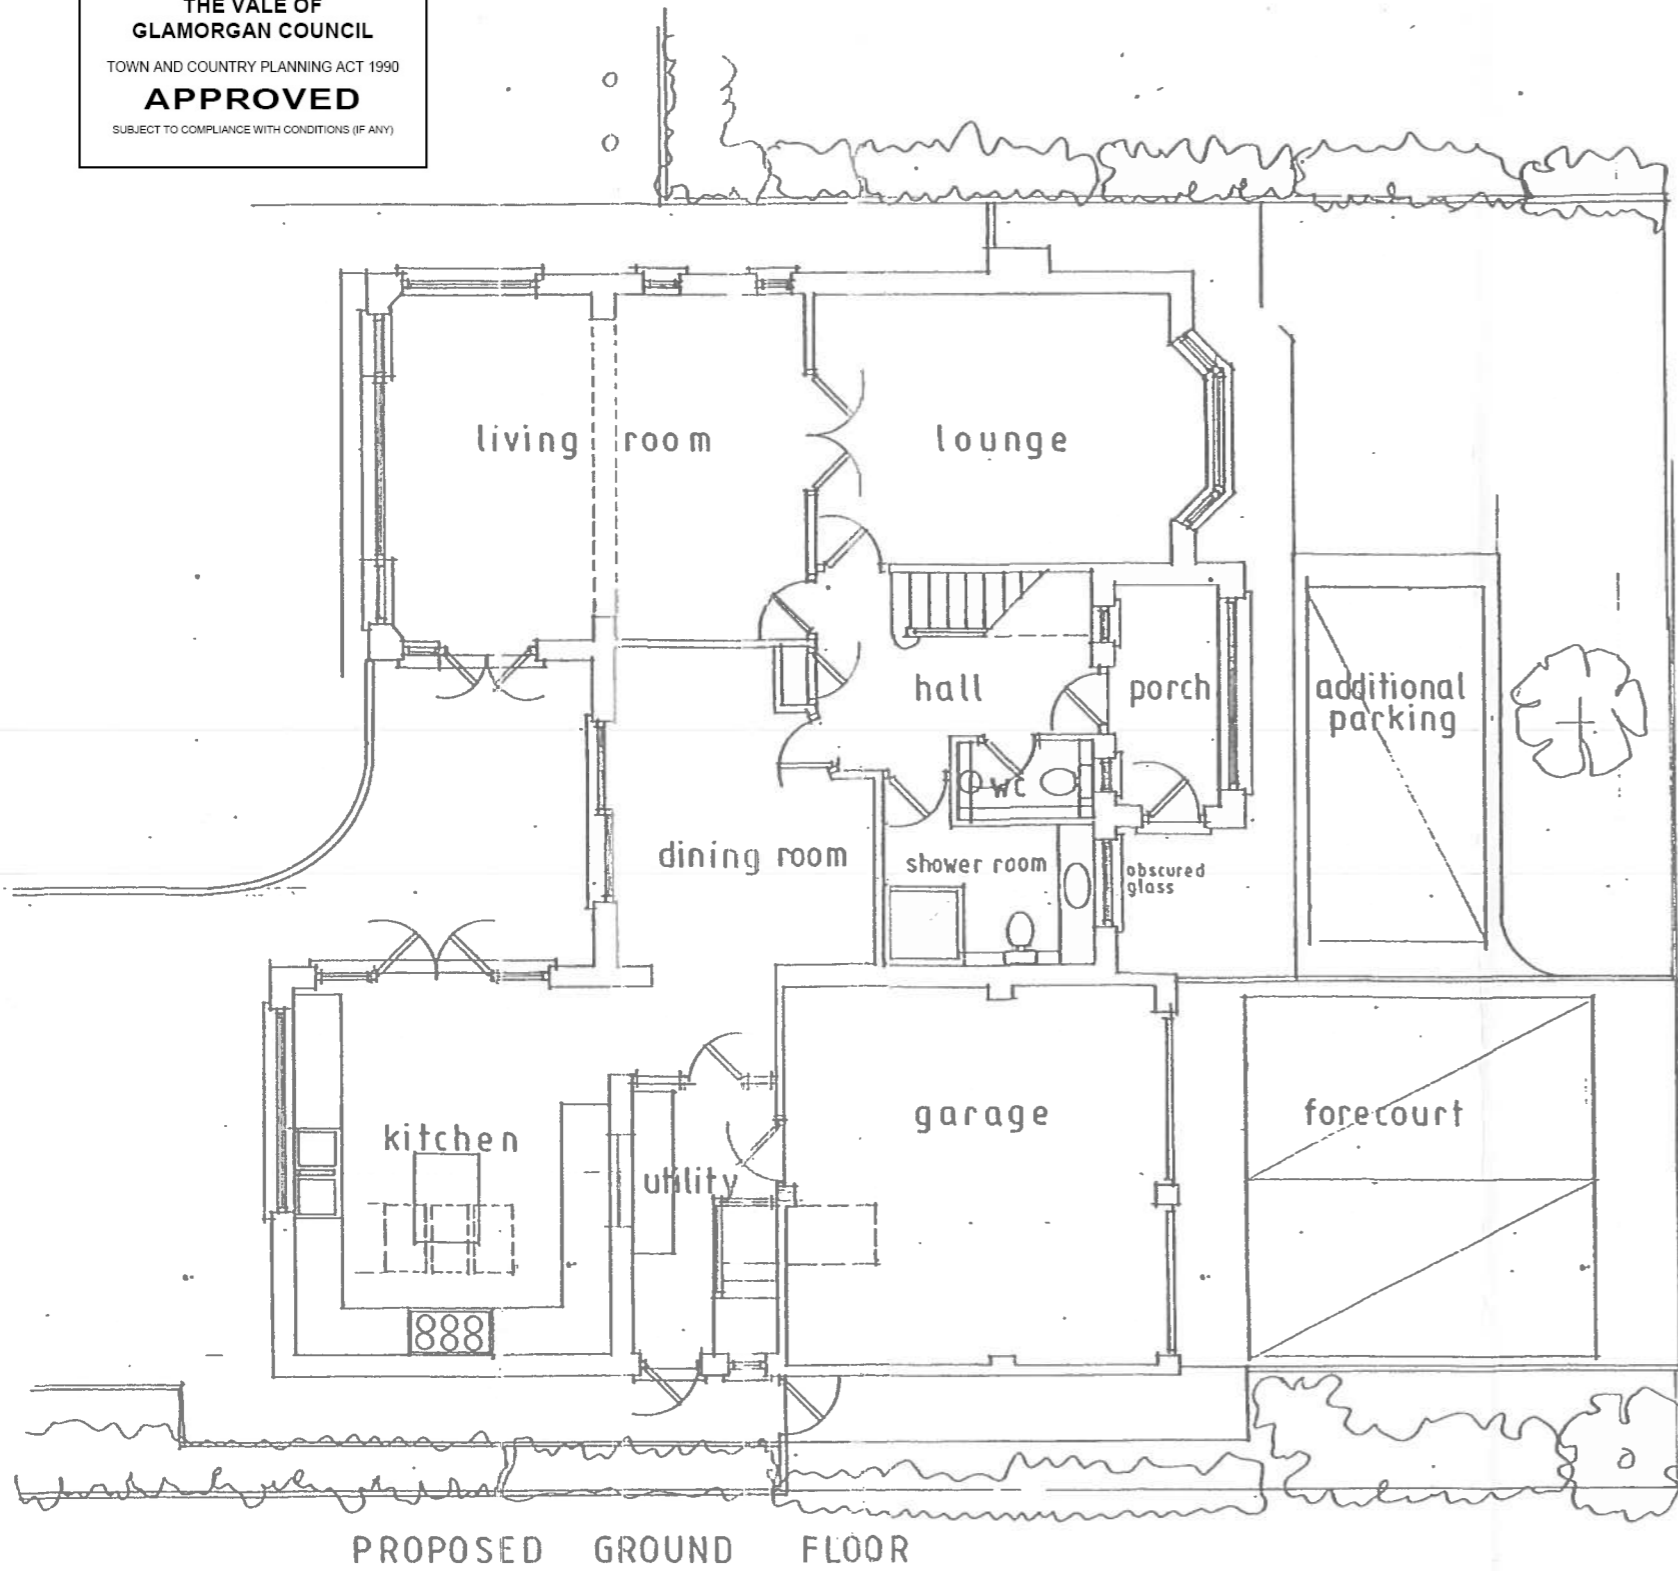 THE VALE OF
GLAMORGAN COUNCIL
TOWN AND COUNTRY PLANNING ACT 1990
APPROVED
SUBJECT TO COMPLIANCE WITH CONDITIONS (IF ANY)
living room
lounge
hall
porch
additional
parking
WC
dining room
shower room
obscured
glass
kitchen
utility
garage
forecourt
PROPOSED GROUND FLOOR